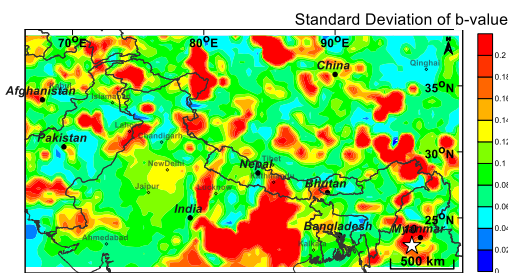 Standard Deviation of b-value
70°E 80°E 90°E
N
China
Qinghai
Afghanistan
Islamabad
35°N
Lahore
Pakistan
Chandigarh
NewDelhi
Nepal
Tibet
30°N
Jaipur
Lucknow
Bhutan
India
25°N
Bangladesh
Myanmar
Ahmedabad
Kolkata
500 km
0.2
0.18
0.16
0.14
0.12
0.1
0.08
0.06
0.04
0.02
0